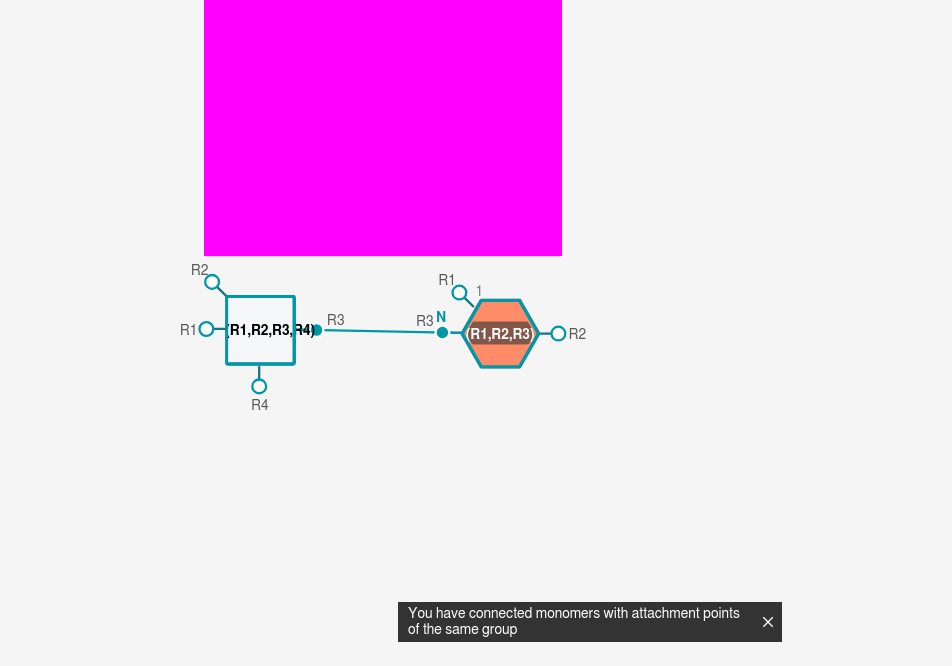 R2
R1
(R1,R2,R3,R4)
R3
R4
R1
1
R3
N
(R1,R2,R3)
R2
You have connected monomers with attachment points
of the same group